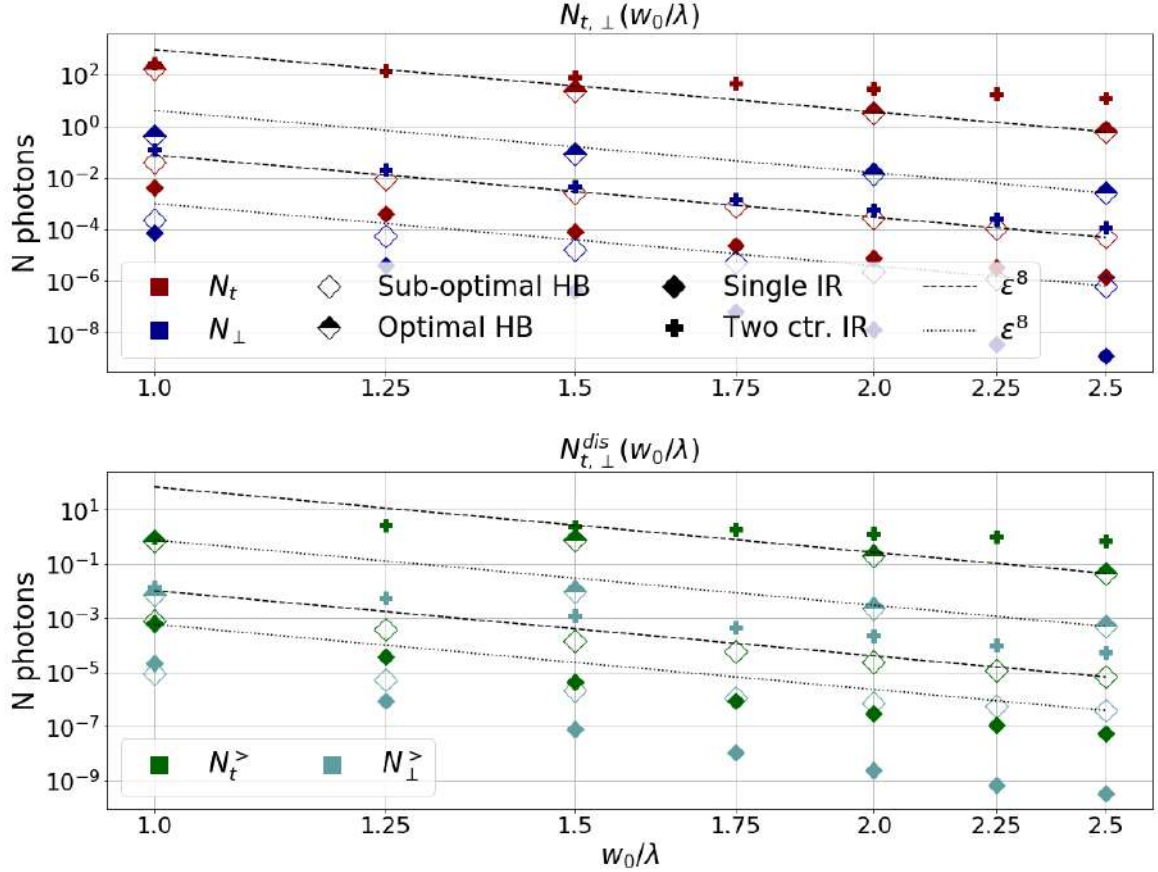 N_{t, ⊥}(w_0/λ)
N photons
10^2
10^0
10^{-2}
10^{-4}
10^{-6}
10^{-8}
N_t Sub-optimal HB Single IR ε^8
N_⊥ Optimal HB Two ctr. IR ε^8
1.0 1.25 1.5 1.75 2.0 2.25 2.5
N^{dis}_{t, ⊥}(w_0/λ)
N photons
10^1
10^{-1}
10^{-3}
10^{-5}
10^{-7}
10^{-9}
N_t^> N_⊥^>
1.0 1.25 1.5 1.75 2.0 2.25 2.5
w_0/λ